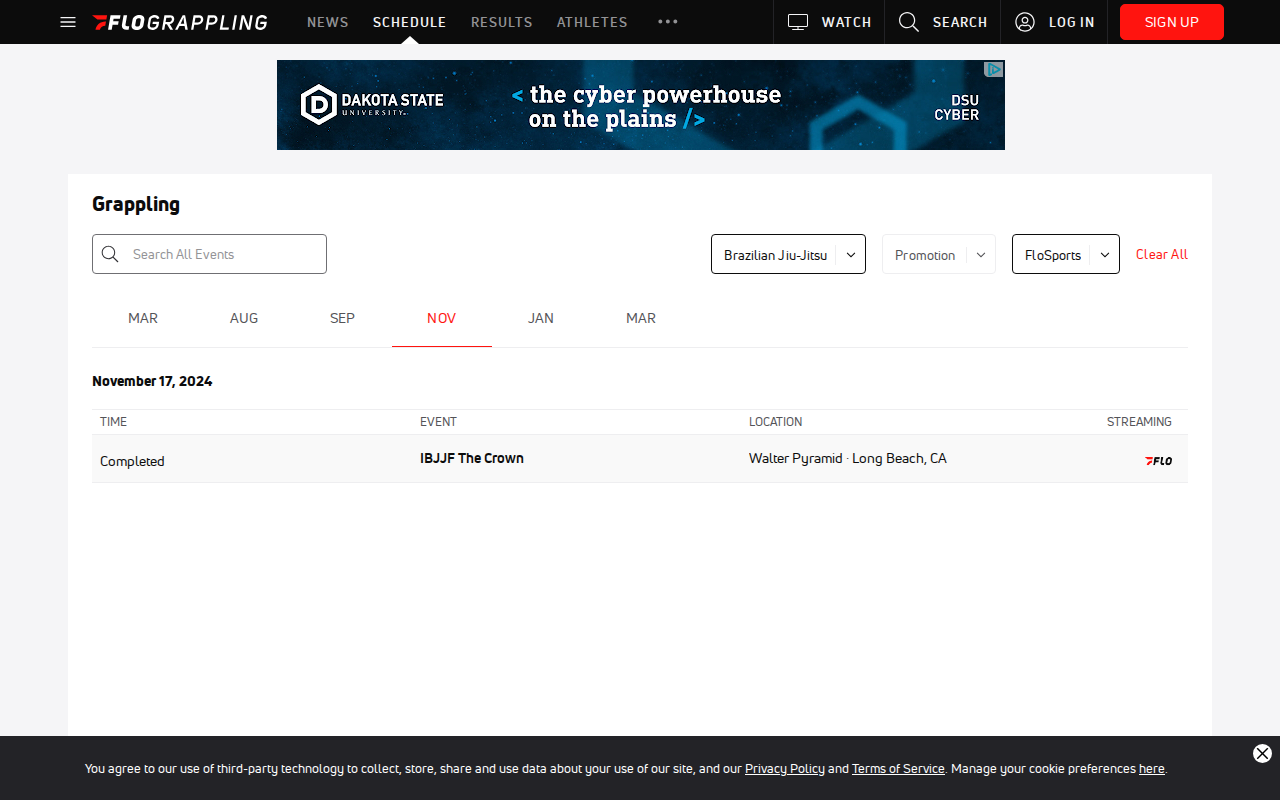 FLOGRAPPLING NEWS SCHEDULE RESULTS ATHLETES WATCH SEARCH LOG IN SIGN UP
D DAKOTA STATE
UNIVERSITY
< the cyber powerhouse
on the plains />
DSU
CYBER
Grappling
Search All Events Brazilian Jiu-Jitsu Promotion FloSports Clear All
MAR AUG SEP NOV JAN MAR
November 17, 2024
TIME EVENT LOCATION STREAMING
Completed IBJJF The Crown Walter Pyramid · Long Beach, CA FLO
You agree to our use of third-party technology to collect, store, share and use data about your use of our site, and our Privacy Policy and Terms of Service. Manage your cookie preferences here.